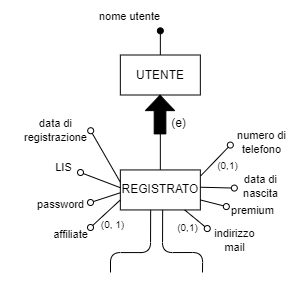 nome utente
UTENTE
(e)
data di
registrazione
numero di
telefono
LIS
(0,1)
REGISTRATO
data di
nascita
password
premium
affiliate
(0, 1)
(0,1)
indirizzo
mail